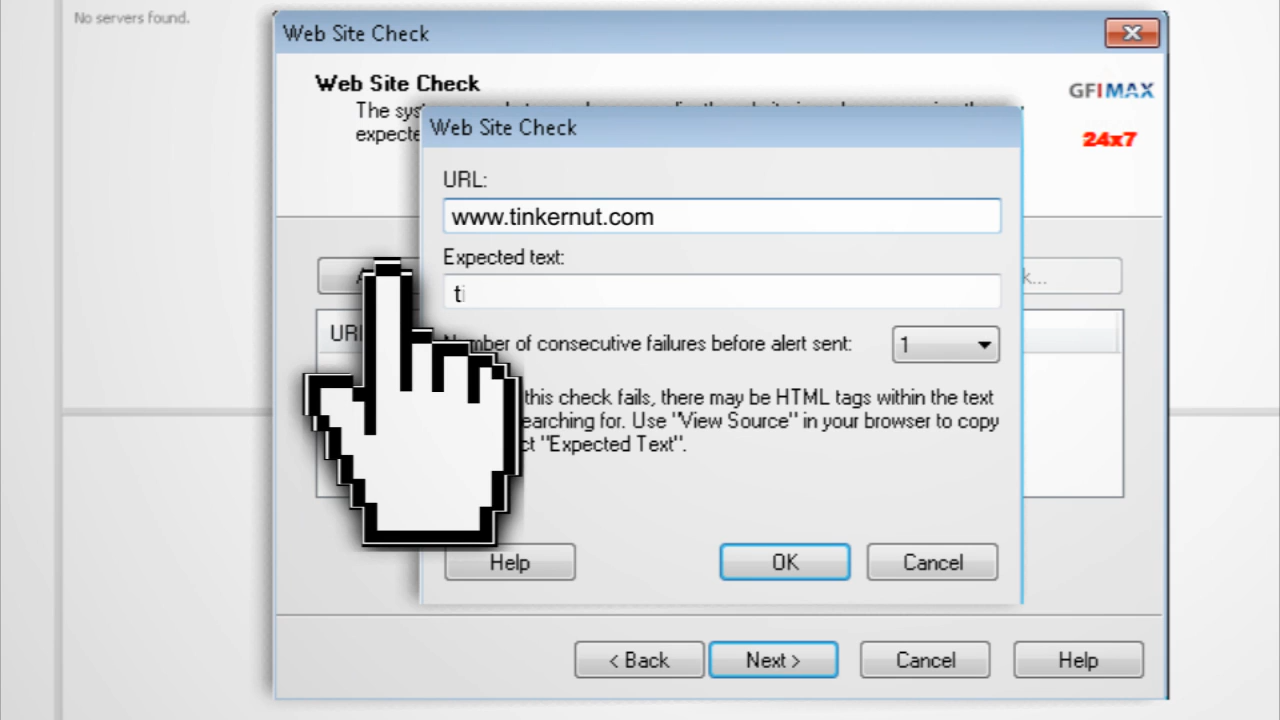 No servers found.
Web Site Check
Web Site Check
The sys
expecte
GFIMAX
24x7
Web Site Check
URL:
www.tinkernut.com
Expected text:
ti
k...
URL
Number of consecutive failures before alert sent:
1
this check fails, there may be HTML tags within the text
earching for. Use "View Source" in your browser to copy
ct "Expected Text".
Help
OK
Cancel
< Back
Next >
Cancel
Help